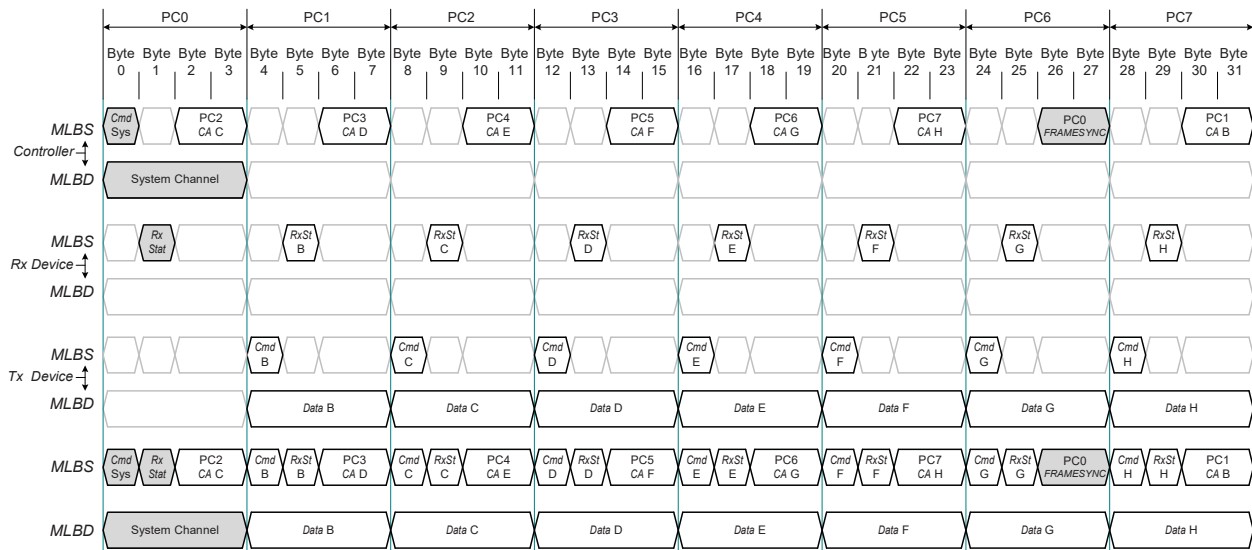 PC0 PC1 PC2 PC3 PC4 PC5 PC6 PC7
Byte Byte Byte Byte Byte Byte Byte Byte Byte Byte Byte Byte Byte Byte Byte Byte Byte Byte Byte Byte Byte B yte Byte Byte Byte Byte Byte Byte Byte Byte Byte Byte
0 1 2 3 4 5 6 7 8 9 10 11 12 13 14 15 16 17 18 19 20 21 22 23 24 25 26 27 28 29 30 31
Cmd PC2 PC3 PC4 PC5 PC6 PC7 PC0 PC1
MLBS
Sys CA C CA D CA E CA F CA G CA H FRAMESYNC CA B
Controller
MLBD System Channel
Rx RxSt RxSt RxSt RxSt RxSt RxSt RxSt
MLBS
Stat B C D E F G H
Rx Device
MLBD
Cmd Cmd Cmd Cmd Cmd Cmd Cmd
MLBS
B C D E F G H
Tx Device
MLBD Data B Data C Data D Data E Data F Data G Data H
Cmd Rx PC2 Cmd RxSt PC3 Cmd RxSt PC4 Cmd RxSt PC5 Cmd RxSt PC6 Cmd RxSt PC7 Cmd RxSt PC0 Cmd RxSt PC1
MLBS
Sys Stat CA C B B CA D C C CA E D D CA F E E CA G F F CA H G G FRAMESYNC H H CA B
MLBD System Channel Data B Data C Data D Data E Data F Data G Data H